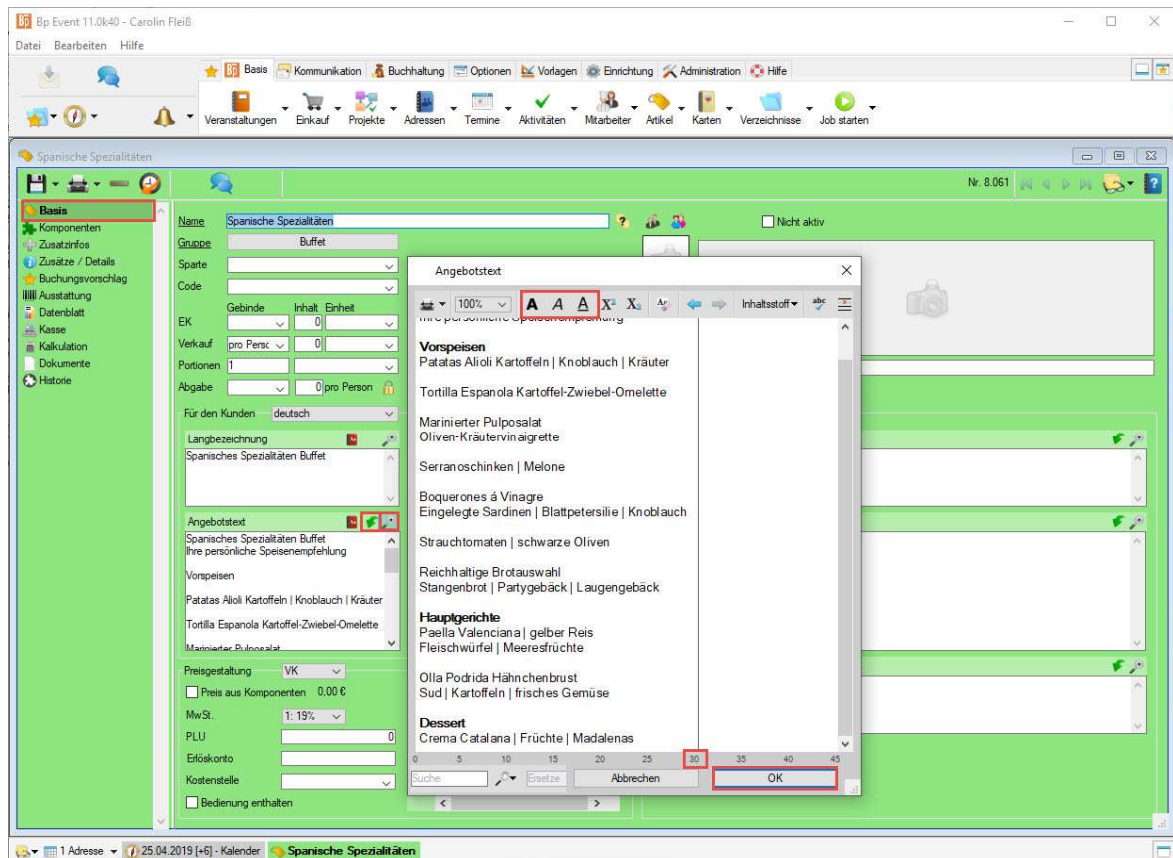 Bp Event 11.0k40 - Carolin Fleiß
Datei Bearbeiten Hilfe
Basis Kommunikation Buchhaltung Optionen Vorlagen Einrichtung Administration Hilfe
Veranstaltungen Einkauf Projekte Adressen Termine Aktivitäten Mitarbeiter Artikel Karten Verzeichnisse Job starten
Spanische Spezialitäten
Nr. 8.061
Basis
Komponenten
Zusatzinfos
Zusätze / Details
Buchungsvorschlag
Ausstattung
Datenblatt
Kasse
Kalkulation
Dokumente
Historie
Name Spanische Spezialitäten
Nicht aktiv
Gruppe Buffet
Sparte
Code
Gebinde Inhalt Einheit
EK 0
Verkauf pro Persc 0
Portionen 1
Abgabe 0 pro Person
Für den Kunden deutsch
Langbezeichnung
Spanisches Spezialitäten Buffet
Angebotstext
Spanisches Spezialitäten Buffet
Ihre persönliche Speisenempfehlung
Vorspeisen
Patatas Alioli Kartoffeln | Knoblauch | Kräuter
Tortilla Espanola Kartoffel-Zwiebel-Omelette
Marinierter Pulposalat
Preisgestaltung VK
Preis aus Komponenten 0,00 €
MwSt. 1: 19%
PLU 0
Erlöskonto
Kostenstelle
Bedienung enthalten
Angebotstext
100% A A A X² X₂ Inhaltsstoff abc
Ihre persönliche Speisenempfehlung
Vorspeisen
Patatas Alioli Kartoffeln | Knoblauch | Kräuter
Tortilla Espanola Kartoffel-Zwiebel-Omelette
Marinierter Pulposalat
Oliven-Kräutervinaigrette
Serranoschinken | Melone
Boquerones á Vinagre
Eingelegte Sardinen | Blattpetersilie | Knoblauch
Strauchtomaten | schwarze Oliven
Reichhaltige Brotauswahl
Stangenbrot | Partygebäck | Laugengebäck
Hauptgerichte
Paella Valenciana | gelber Reis
Fleischwürfel | Meeresfrüchte
Olla Podrida Hähnchenbrust
Sud | Kartoffeln | frisches Gemüse
Dessert
Crema Catalana | Früchte | Madalenas
0 5 10 15 20 25 30 35 40 45
Suche Ersetze Abbrechen OK
1 Adresse 25.04.2019 [+6] - Kalender Spanische Spezialitäten